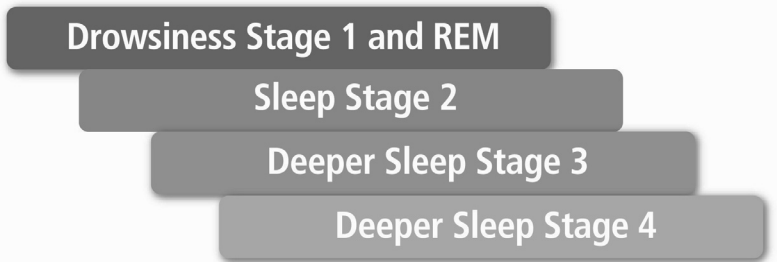 Drowsiness Stage 1 and REM
Sleep Stage 2
Deeper Sleep Stage 3
Deeper Sleep Stage 4